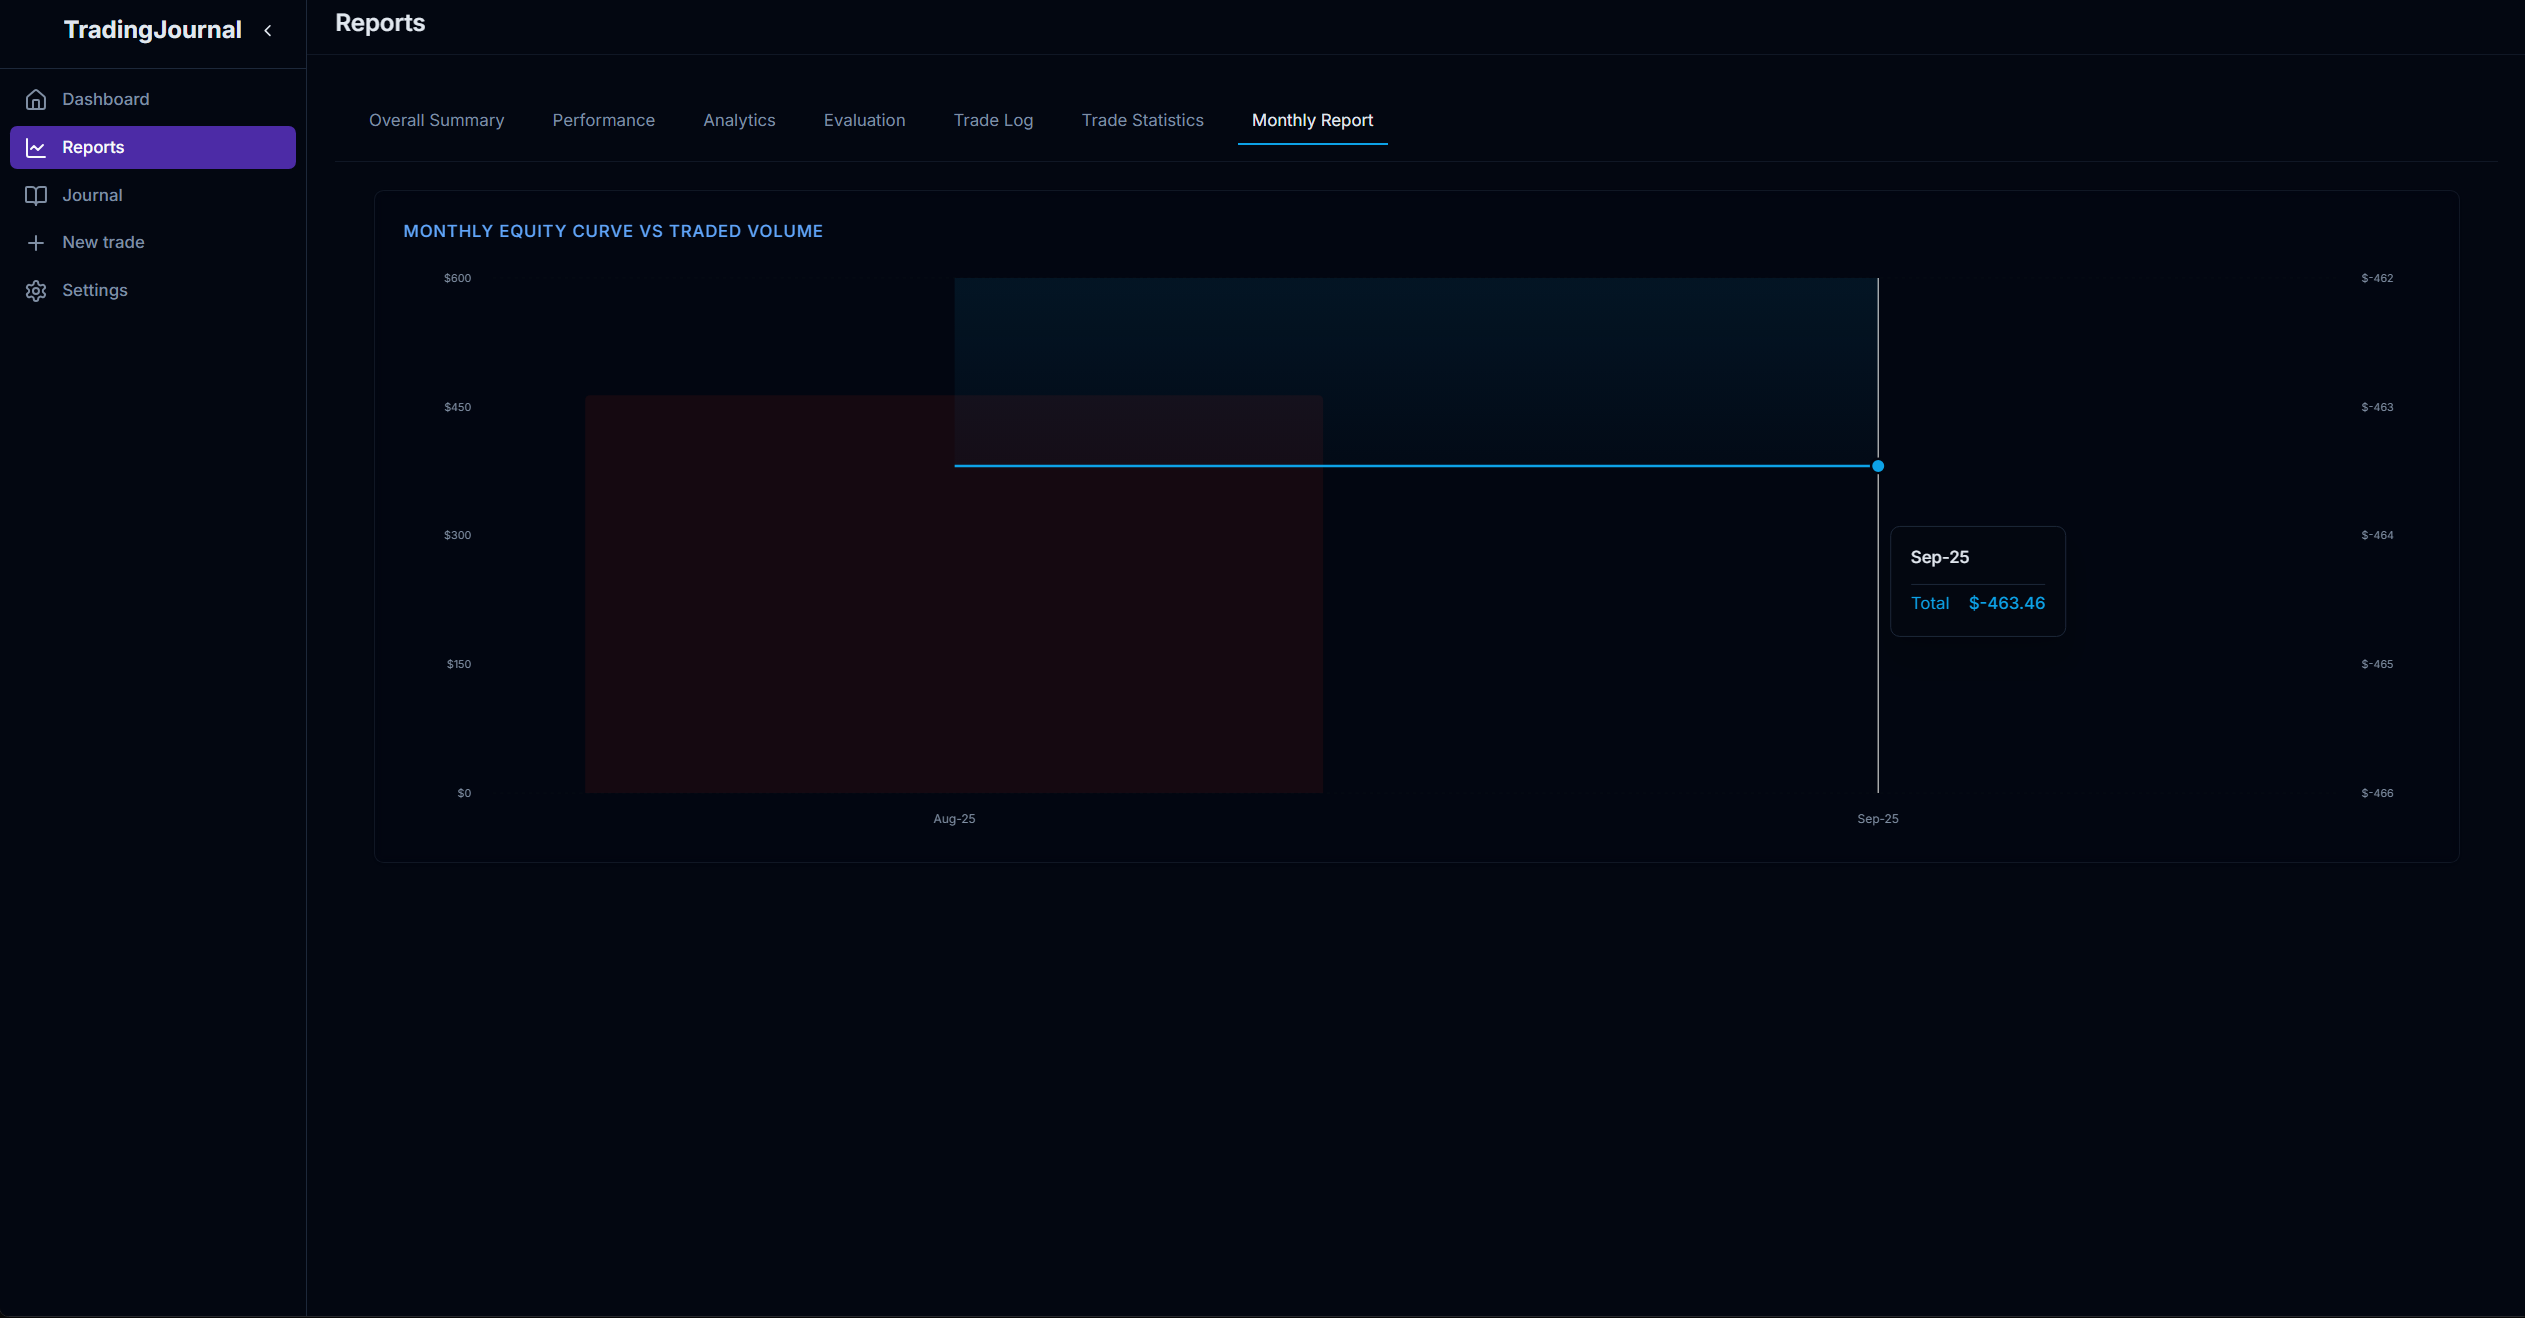 TradingJournal
Dashboard
Reports
Journal
New trade
Settings
Reports
Overall Summary
Performance
Analytics
Evaluation
Trade Log
Trade Statistics
Monthly Report
MONTHLY EQUITY CURVE VS TRADED VOLUME
$600
$450
$300
$150
$0
$-462
$-463
$-464
$-465
$-466
Sep-25
Total $-463.46
Aug-25
Sep-25